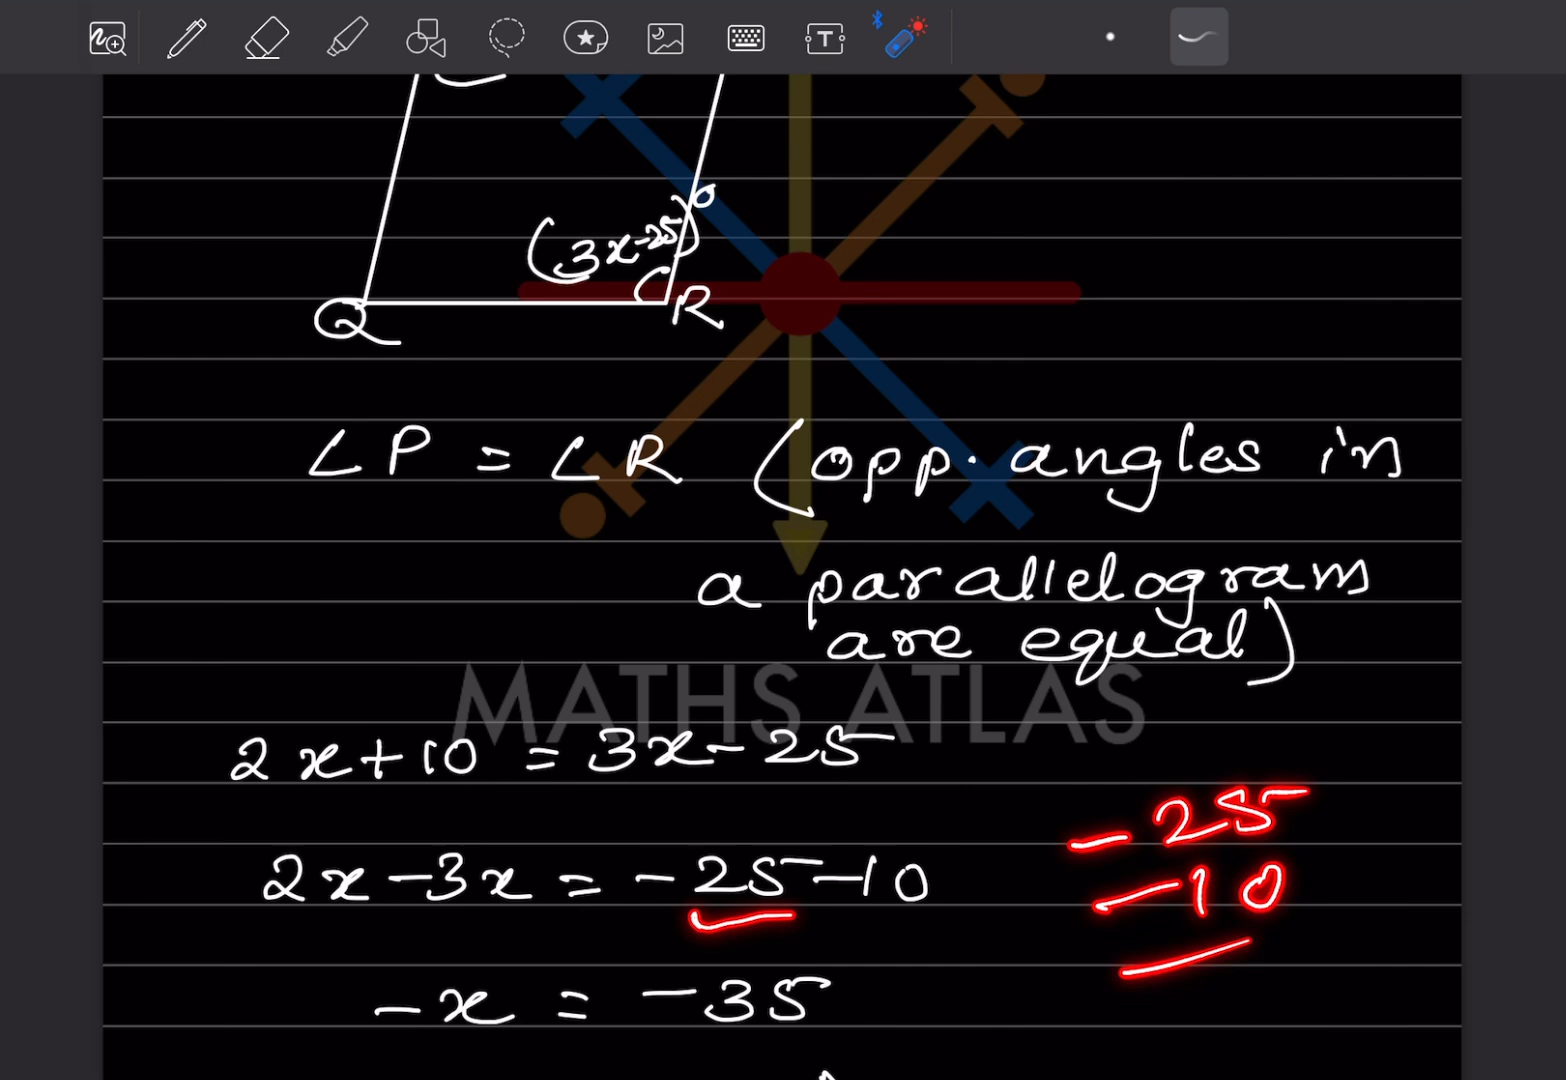 (3x-25)°
Q
R
∠P = ∠R (opp. angles in
a parallelogram
are equal)
MATHS ATLAS
2x+10 = 3x-25
-25
2x-3x = -25-10
-10
-x = -35